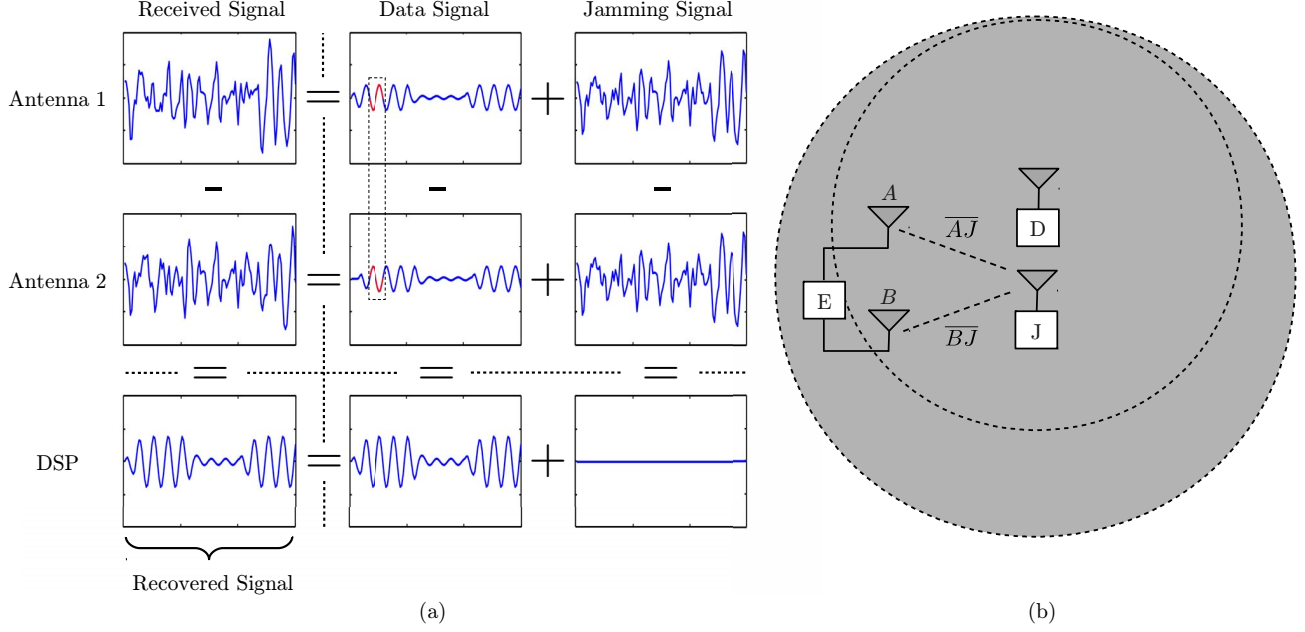 Received Signal
Data Signal
Jamming Signal
Antenna 1
=
+
-
-
-
Antenna 2
=
+
=
=
=
DSP
=
+
Recovered Signal
(a)
A
AJ
D
E
B
BJ
J
(b)